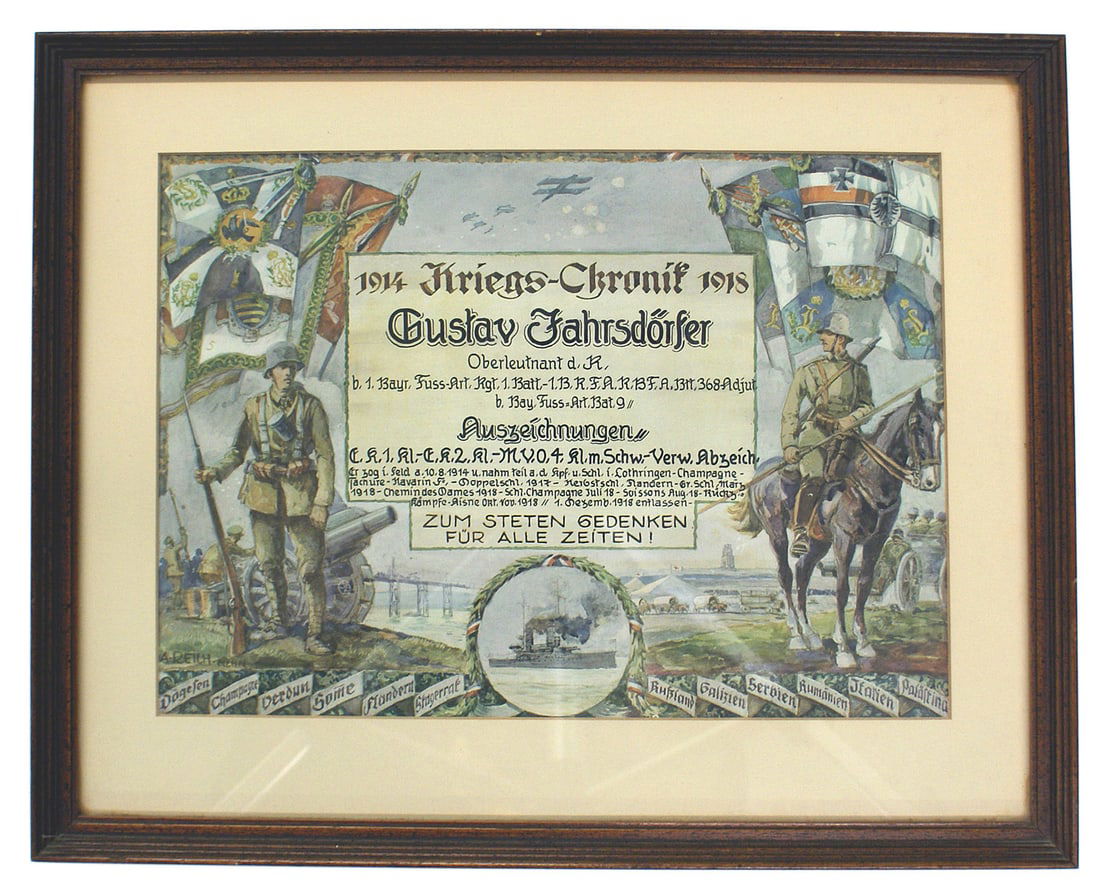 1914 Kriegs-Chronik 1918
Gustav Jahrsdörfer
Oberleutnant d. R,
b. 1. Bayr. Fuss-Art. Rgt. 1. Batt.-1. B. R. F. A. R. B F. A. Btt. 368-Adjut
b. Bay. Fuss=Art. Bat. 9 //
Auszeichnungen //
E. K. 1. Kl.-E. K. 2. Kl.-M. V. O. 4 Kl. m. Schw.-Verw. Abzeich.
Er zog i. Feld a. 10. 8. 1914 u. nahm teil a. d. Kpf. u. Schl. i. Lothringen-Champagne-
Tachure-Navarin Fr.-Doppelschl. 1917-Herbstschl. Flandern-Gr. Schl. März
1918-Chemin des Dames 1918-Schl. Champagne Juli 18-Soissons Aug. 18-Rückz.-
Kämpfe-Aisne Okt. Nov. 1918 // 1. Dezemb. 1918 entlassen-
ZUM STETEN GEDENKEN
FÜR ALLE ZEITEN!
A. REICH
Vogesen Champagne Verdun Somme Flandern Skagerrak Rußland Galizien Serbien Rumänien Italien Palästina